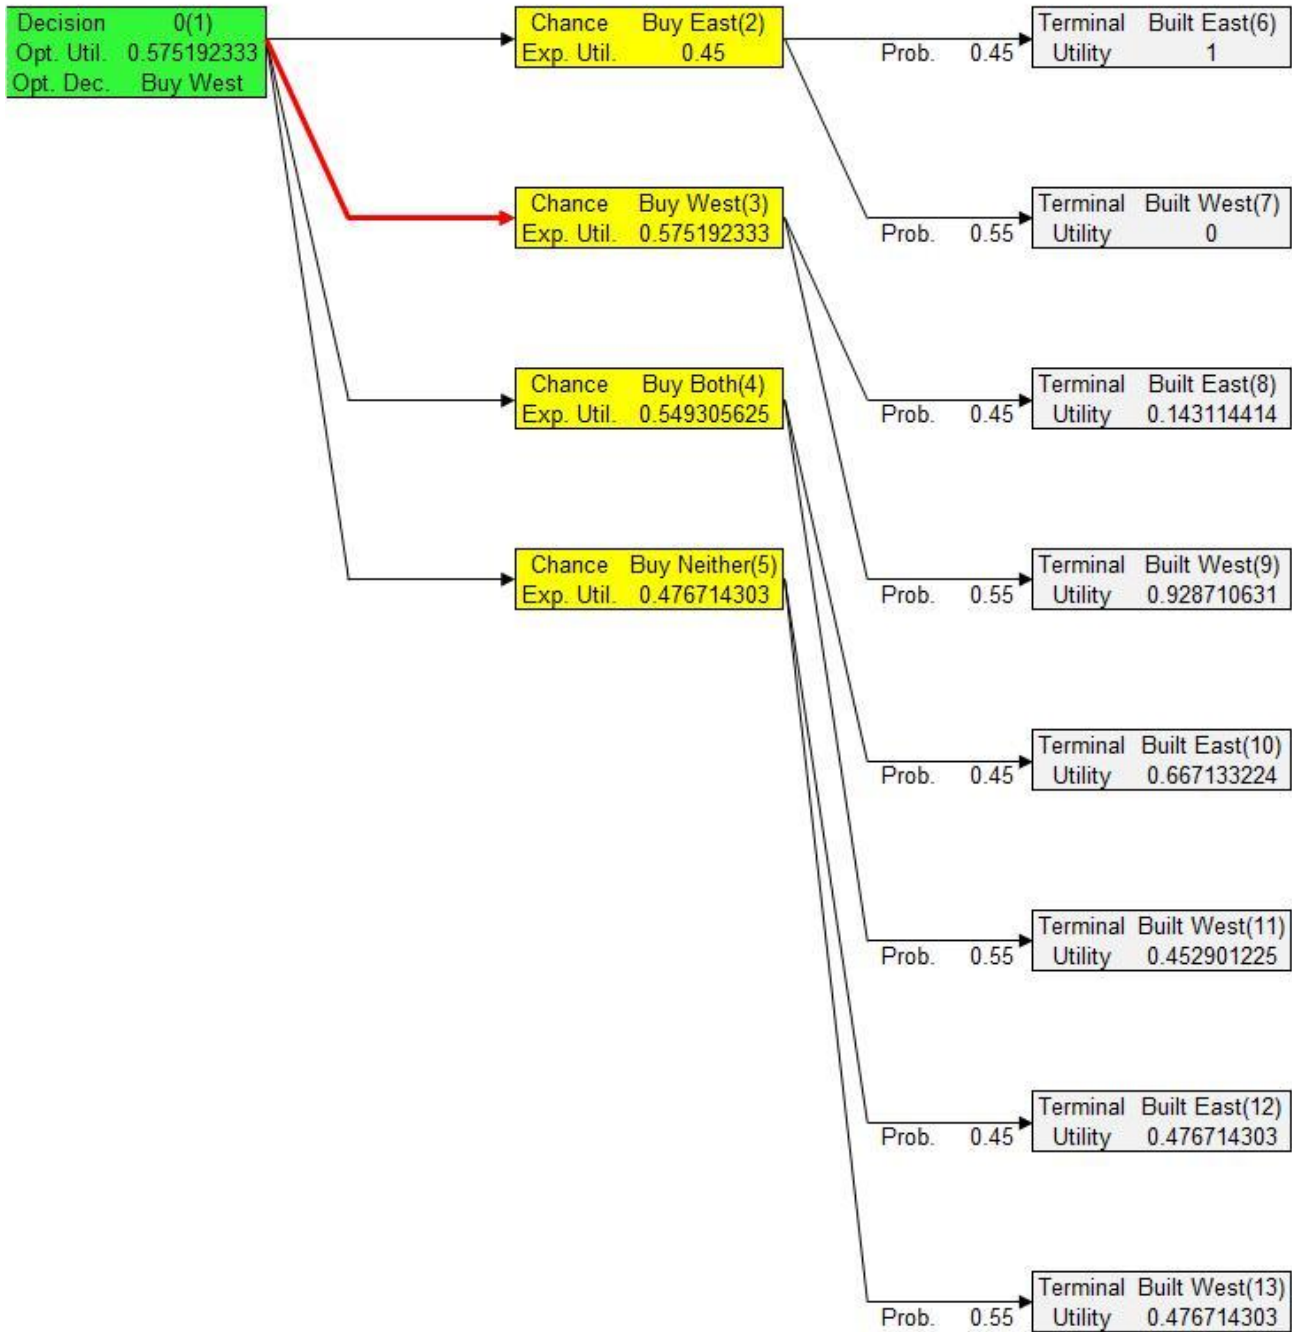 Decision 0(1)
Opt. Util. 0.575192333
Opt. Dec. Buy West
Chance Buy East(2)
Exp. Util. 0.45
Prob. 0.45
Terminal Built East(6)
Utility 1
Prob. 0.55
Terminal Built West(7)
Utility 0
Chance Buy West(3)
Exp. Util. 0.575192333
Prob. 0.45
Terminal Built East(8)
Utility 0.143114414
Prob. 0.55
Terminal Built West(9)
Utility 0.928710631
Chance Buy Both(4)
Exp. Util. 0.549305625
Prob. 0.45
Terminal Built East(10)
Utility 0.667133224
Prob. 0.55
Terminal Built West(11)
Utility 0.452901225
Chance Buy Neither(5)
Exp. Util. 0.476714303
Prob. 0.45
Terminal Built East(12)
Utility 0.476714303
Prob. 0.55
Terminal Built West(13)
Utility 0.476714303